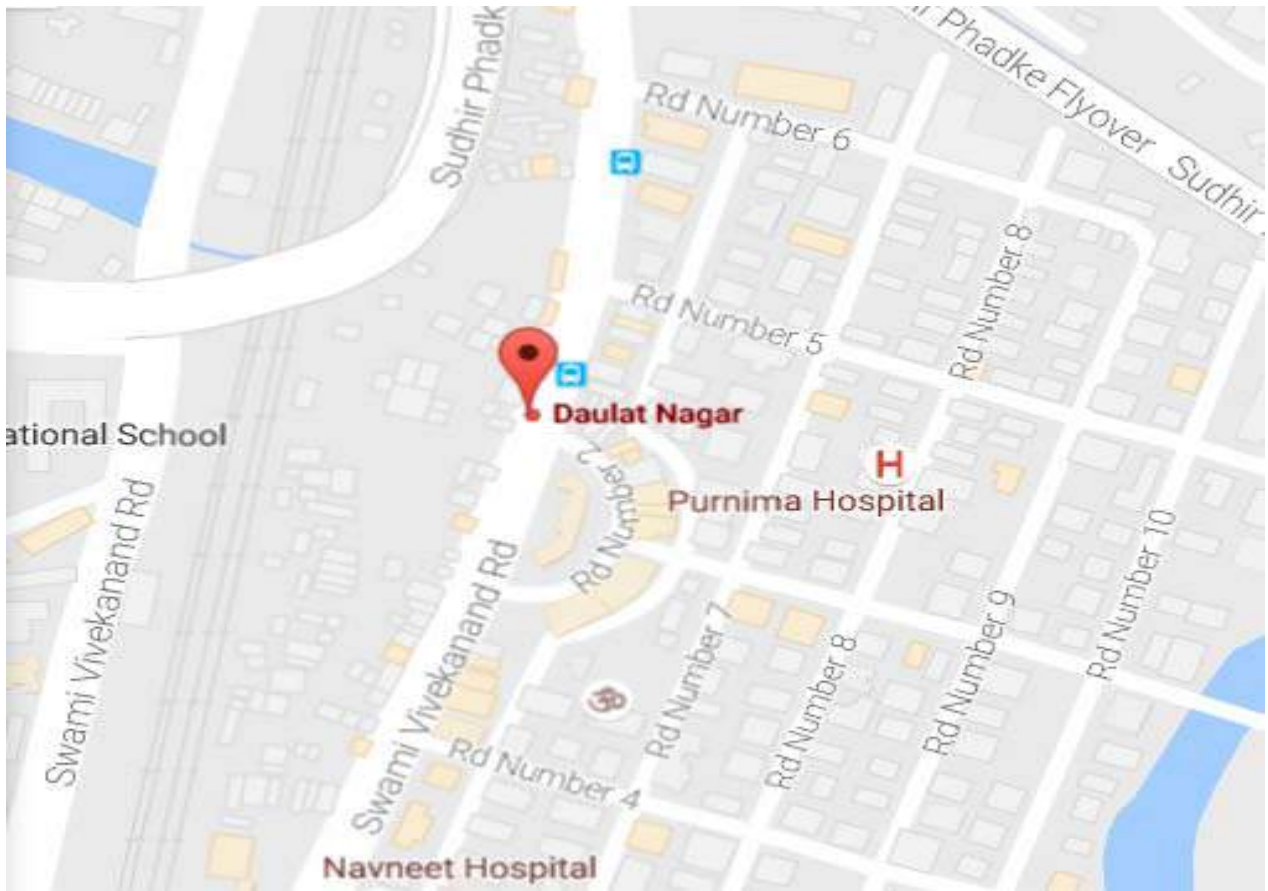 ir Phadke Flyover
Sudhir
Sudhir Phadk
Rd Number 6
Rd Number 8
Rd Number 5
Daulat Nagar
ational School
Rd Number 2
H
Purnima Hospital
Swami Vivekanand Rd
Swami Vivekanand Rd
Rd Number 10
Rd Number 9
Rd Number 7
Rd Number 8
Rd Number 4
Navneet Hospital